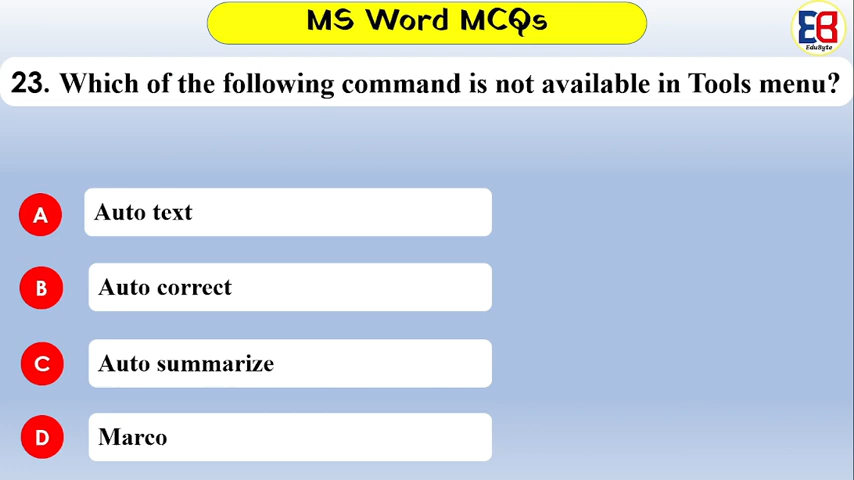 MS Word MCQs
EB
EduByte
23. Which of the following command is not available in Tools menu?
A Auto text
B Auto correct
C Auto summarize
D Marco